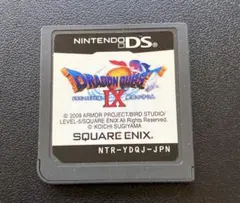 NINTENDO DS
DRAGON QUEST
IX
© 2009 ARMOR PROJECT/BIRD STUDIO/
LEVEL-5/SQUARE ENIX All Rights Reserved.
© KOICHI SUGIYAMA
SQUARE ENIX.
NTR-YDQJ-JPN